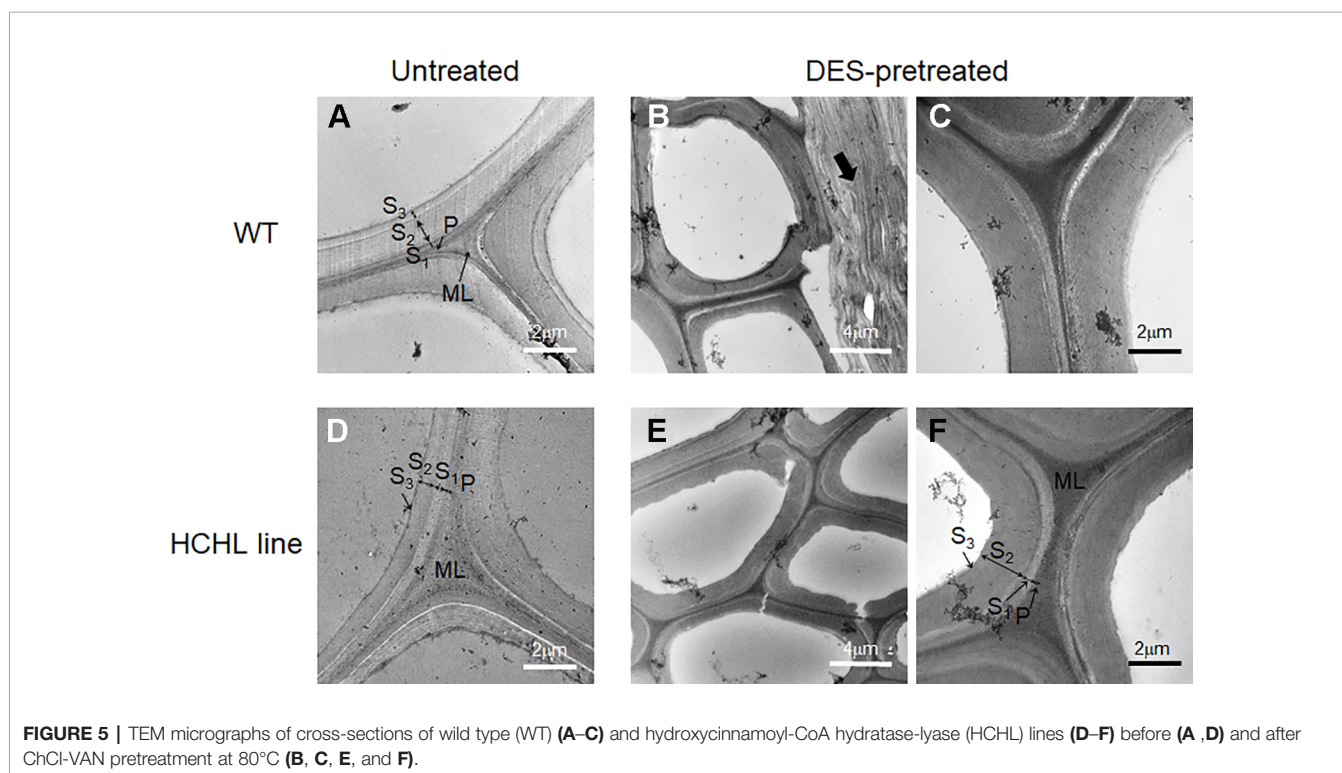 Untreated
DES-pretreated
WT
HCHL line
A
S₃
S₂
S₁
P
ML
2μm
B
4μm
C
2μm
D
S₂
S₁
P
S₃
ML
2μm
E
4μm
F
ML
S₃
S₂
S₁
P
2μm
FIGURE 5 | TEM micrographs of cross-sections of wild type (WT) (A–C) and hydroxycinnamoyl-CoA hydratase-lyase (HCHL) lines (D–F) before (A ,D) and after
ChCl-VAN pretreatment at 80°C (B, C, E, and F).